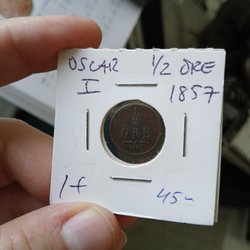 OSCAR 1/2 ÖRE
I 1857
1/2
ÖRE
1f 45-